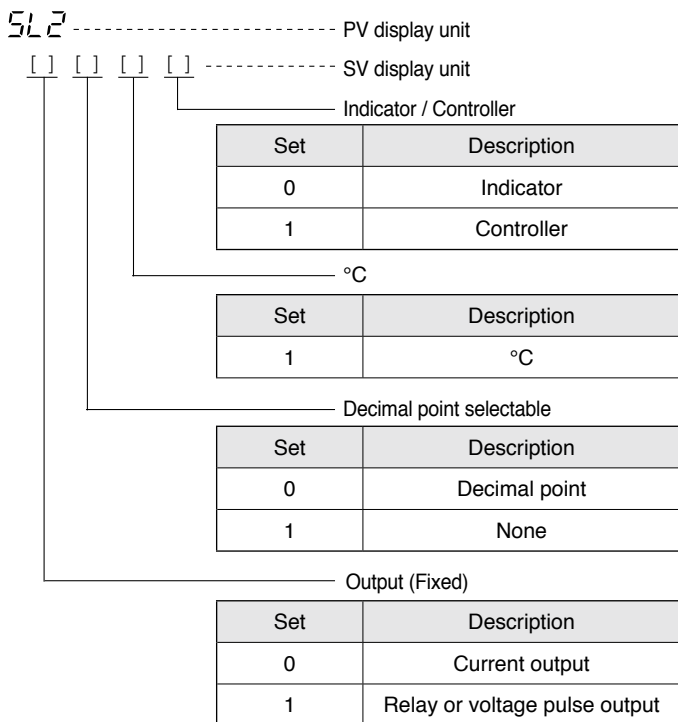 SL2 PV display unit
[ ] [ ] [ ] [ ] SV display unit
Indicator / Controller
Set Description
0 Indicator
1 Controller
°C
Set Description
1 °C
Decimal point selectable
Set Description
0 Decimal point
1 None
Output (Fixed)
Set Description
0 Current output
1 Relay or voltage pulse output